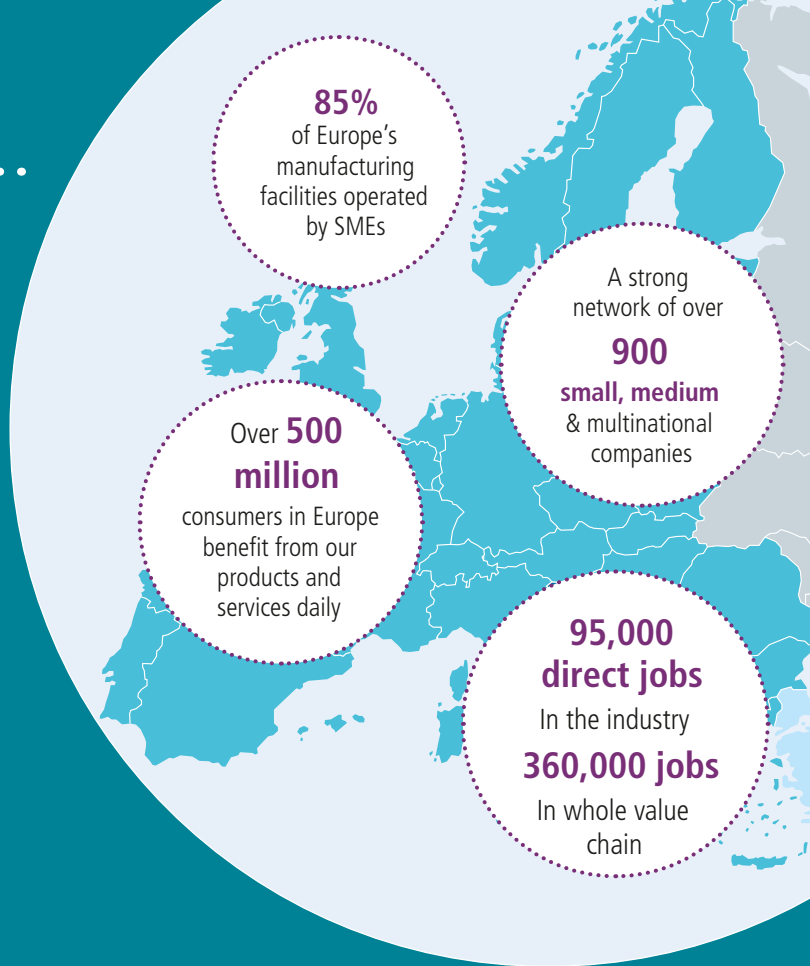 85%
of Europe’s
manufacturing
facilities operated
by SMEs
A strong
network of over
900
small, medium
& multinational
companies
Over 500
million
consumers in Europe
benefit from our
products and
services daily
95,000
direct jobs
In the industry
360,000 jobs
In whole value
chain